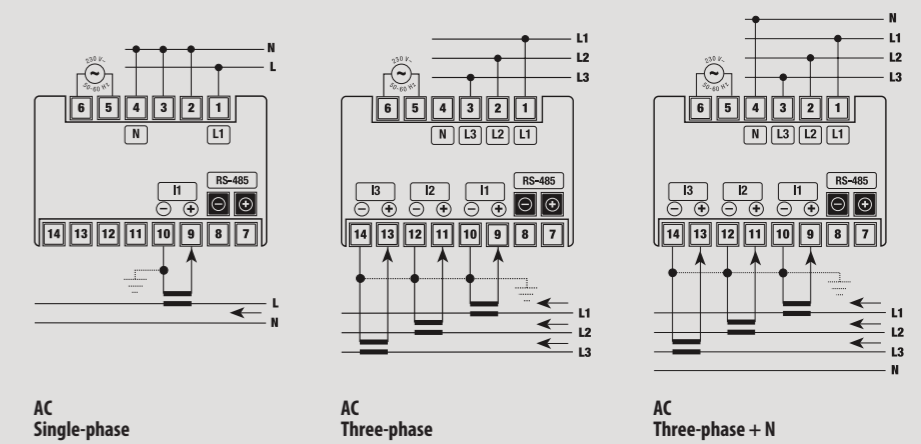 N
L
230 V~
50-60 Hz
6 5 4 3 2 1
N L1
I1 RS-485
− + − +
14 13 12 11 10 9 8 7
L
N
AC
Single-phase
L1
L2
L3
230 V~
50-60 Hz
6 5 4 3 2 1
N L3 L2 L1
I3 I2 I1 RS-485
− + − + − + − +
14 13 12 11 10 9 8 7
L1
L2
L3
AC
Three-phase
N
L1
L2
L3
230 V~
50-60 Hz
6 5 4 3 2 1
N L3 L2 L1
I3 I2 I1 RS-485
− + − + − + − +
14 13 12 11 10 9 8 7
L1
L2
L3
N
AC
Three-phase + N